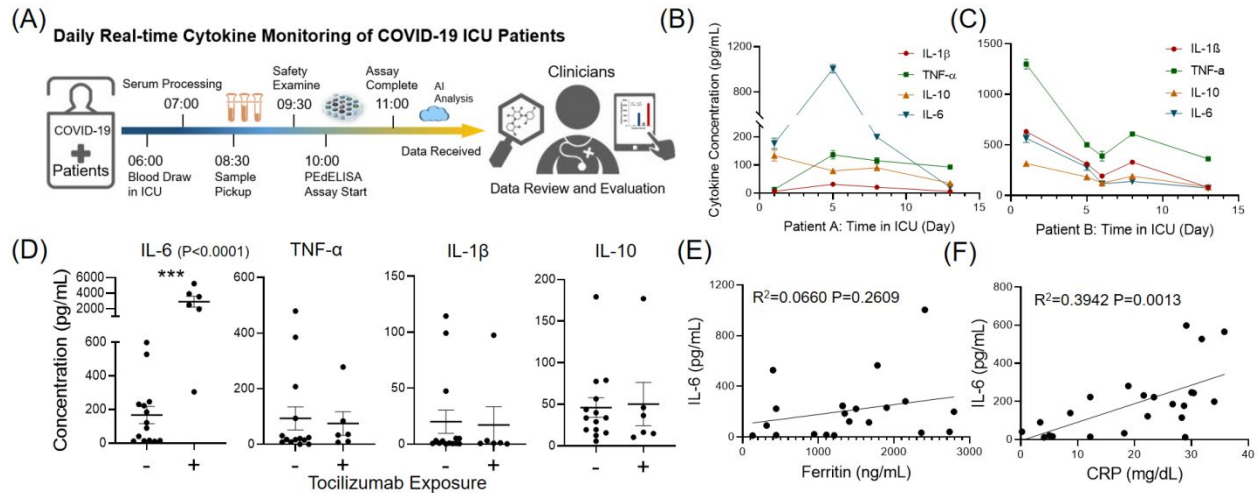 (A)
Daily Real-time Cytokine Monitoring of COVID-19 ICU Patients
Serum Processing
07:00
Safety
Examine
09:30
Assay
Complete
11:00
AI
Analysis
Clinicians
COVID-19
Patients
06:00
Blood Draw
in ICU
08:30
Sample
Pickup
10:00
PEdELISA
Assay Start
Data Received
Data Review and Evaluation
(B)
Cytokine Concentration (pg/mL)
1200
1000
800
600
400
200
200
100
0
IL-1β
TNF-α
IL-10
IL-6
0
5
10
15
Patient A: Time in ICU (Day)
(C)
1500
1000
500
0
IL-1ß
TNF-a
IL-10
IL-6
0
5
10
15
Patient B: Time in ICU (Day)
(D)
Concentration (pg/mL)
IL-6 (P<0.0001)
***
6000
4000
2000
600
400
200
0
- +
TNF-α
600
400
200
0
- +
IL-1β
150
100
50
0
- +
IL-10
200
150
100
50
0
- +
Tocilizumab Exposure
(E)
R²=0.0660 P=0.2609
IL-6 (pg/mL)
1200
900
600
300
0
0
1000
2000
3000
Ferritin (ng/mL)
(F)
R²=0.3942 P=0.0013
IL-6 (pg/mL)
800
600
400
200
0
0
10
20
30
40
CRP (mg/dL)